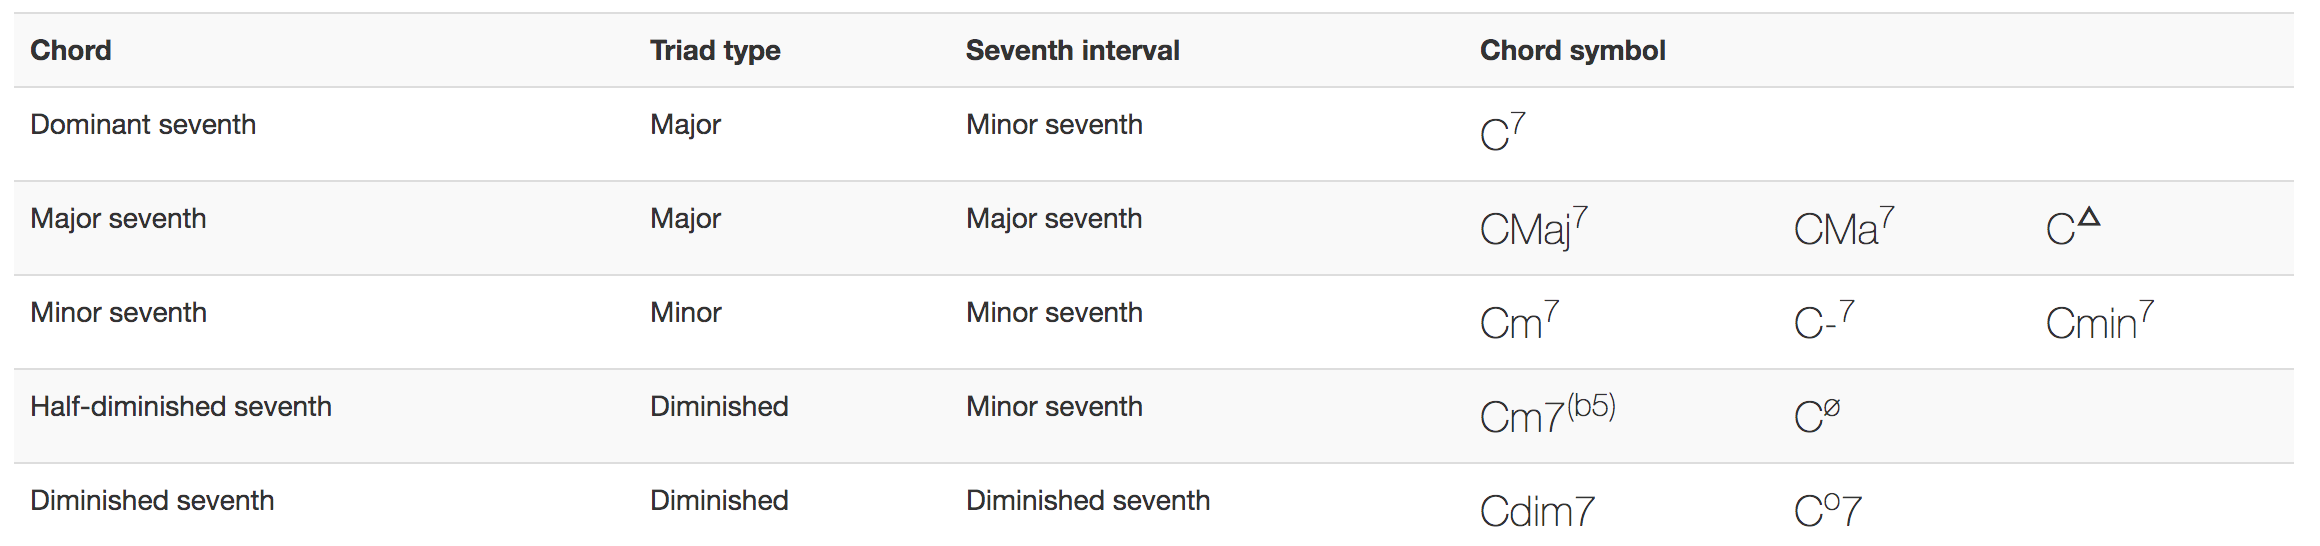 Chord Triad type Seventh interval Chord symbol
Dominant seventh Major Minor seventh C⁷
Major seventh Major Major seventh CMaj⁷ CMa⁷ C△
Minor seventh Minor Minor seventh Cm⁷ C-⁷ Cmin⁷
Half-diminished seventh Diminished Minor seventh Cm7(b5) Cø
Diminished seventh Diminished Diminished seventh Cdim7 Cº7